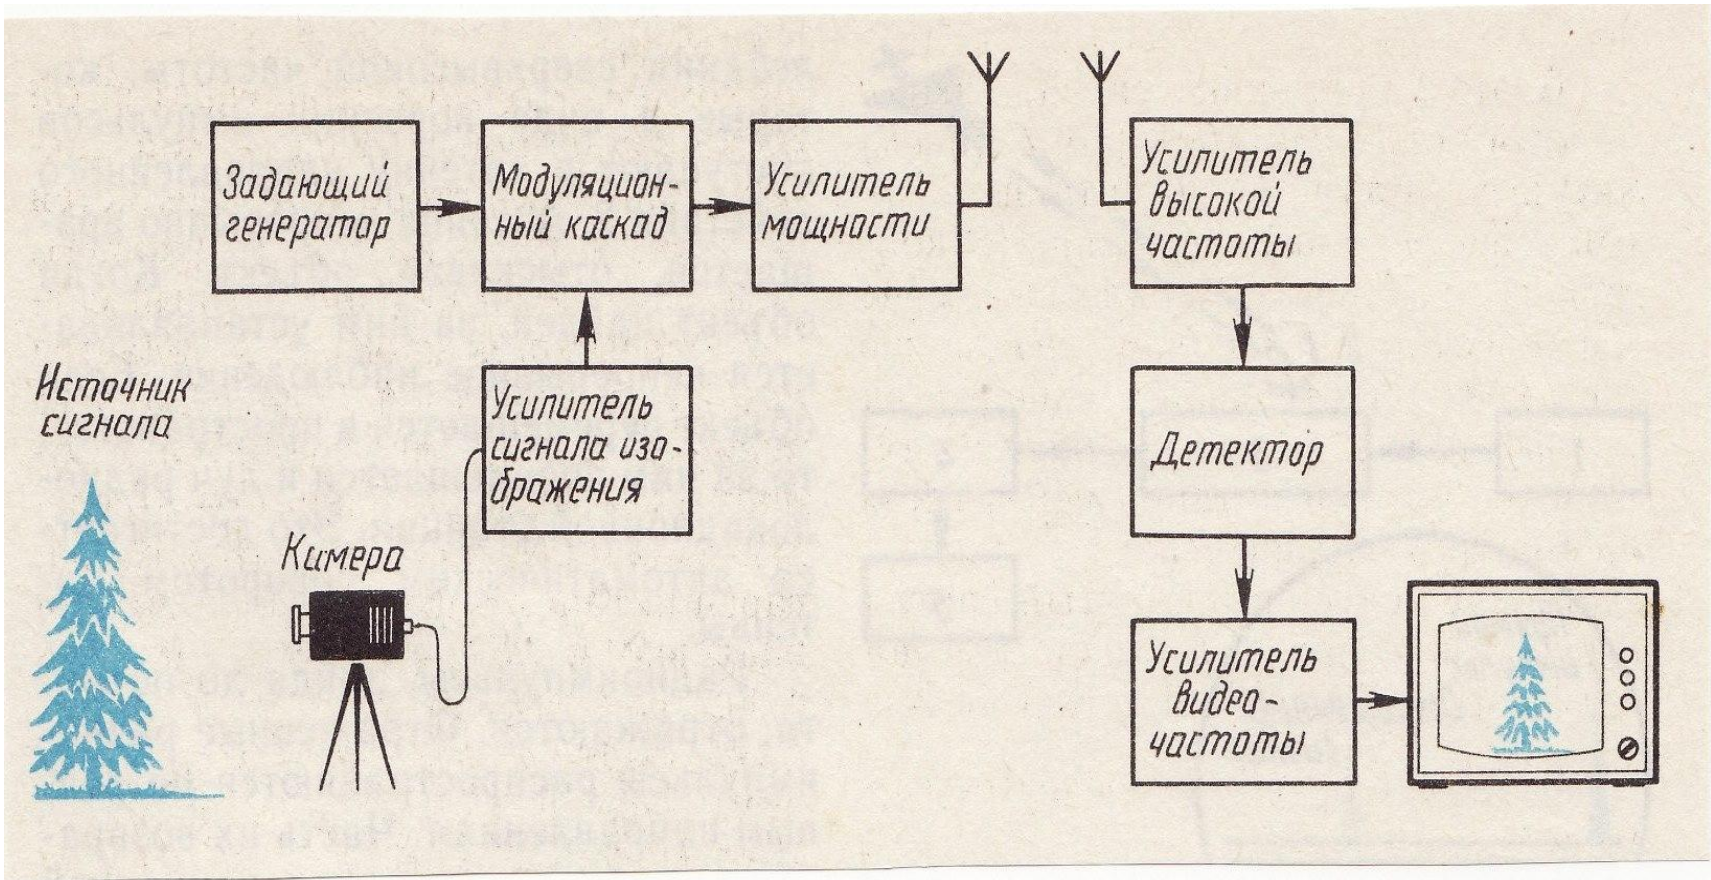 Задающий
генератор
Модуляцион-
ный каскад
Усилитель
мощности
Усилитель
высокой
частоты
Источник
сигнала
Усилитель
сигнала изо-
бражения
Детектор
Камера
Усилитель
видео-
частоты